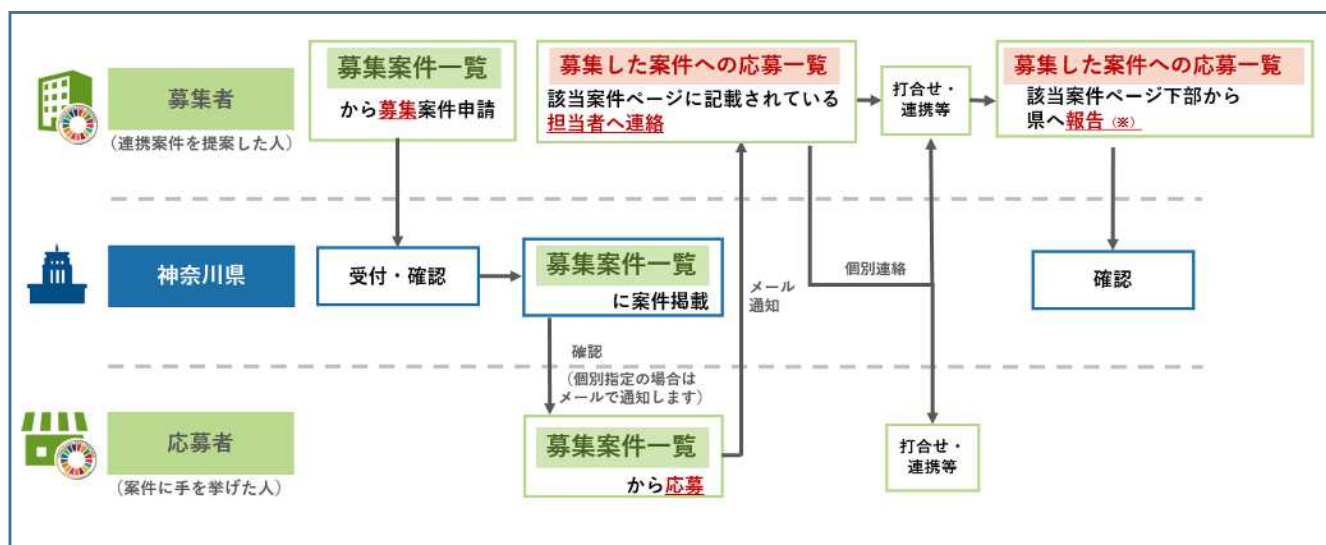 募集者
(連携案件を提案した人)
募集案件一覧
から募集案件申請
募集した案件への応募一覧
該当案件ページに記載されている
担当者へ連絡
打合せ・
連携等
募集した案件への応募一覧
該当案件ページ下部から
県へ報告(※)
神奈川県
受付・確認
募集案件一覧
に案件掲載
メール
通知
個別連絡
確認
確認
(個別指定の場合は
メールで通知します)
応募者
(案件に手を挙げた人)
募集案件一覧
から応募
打合せ・
連携等